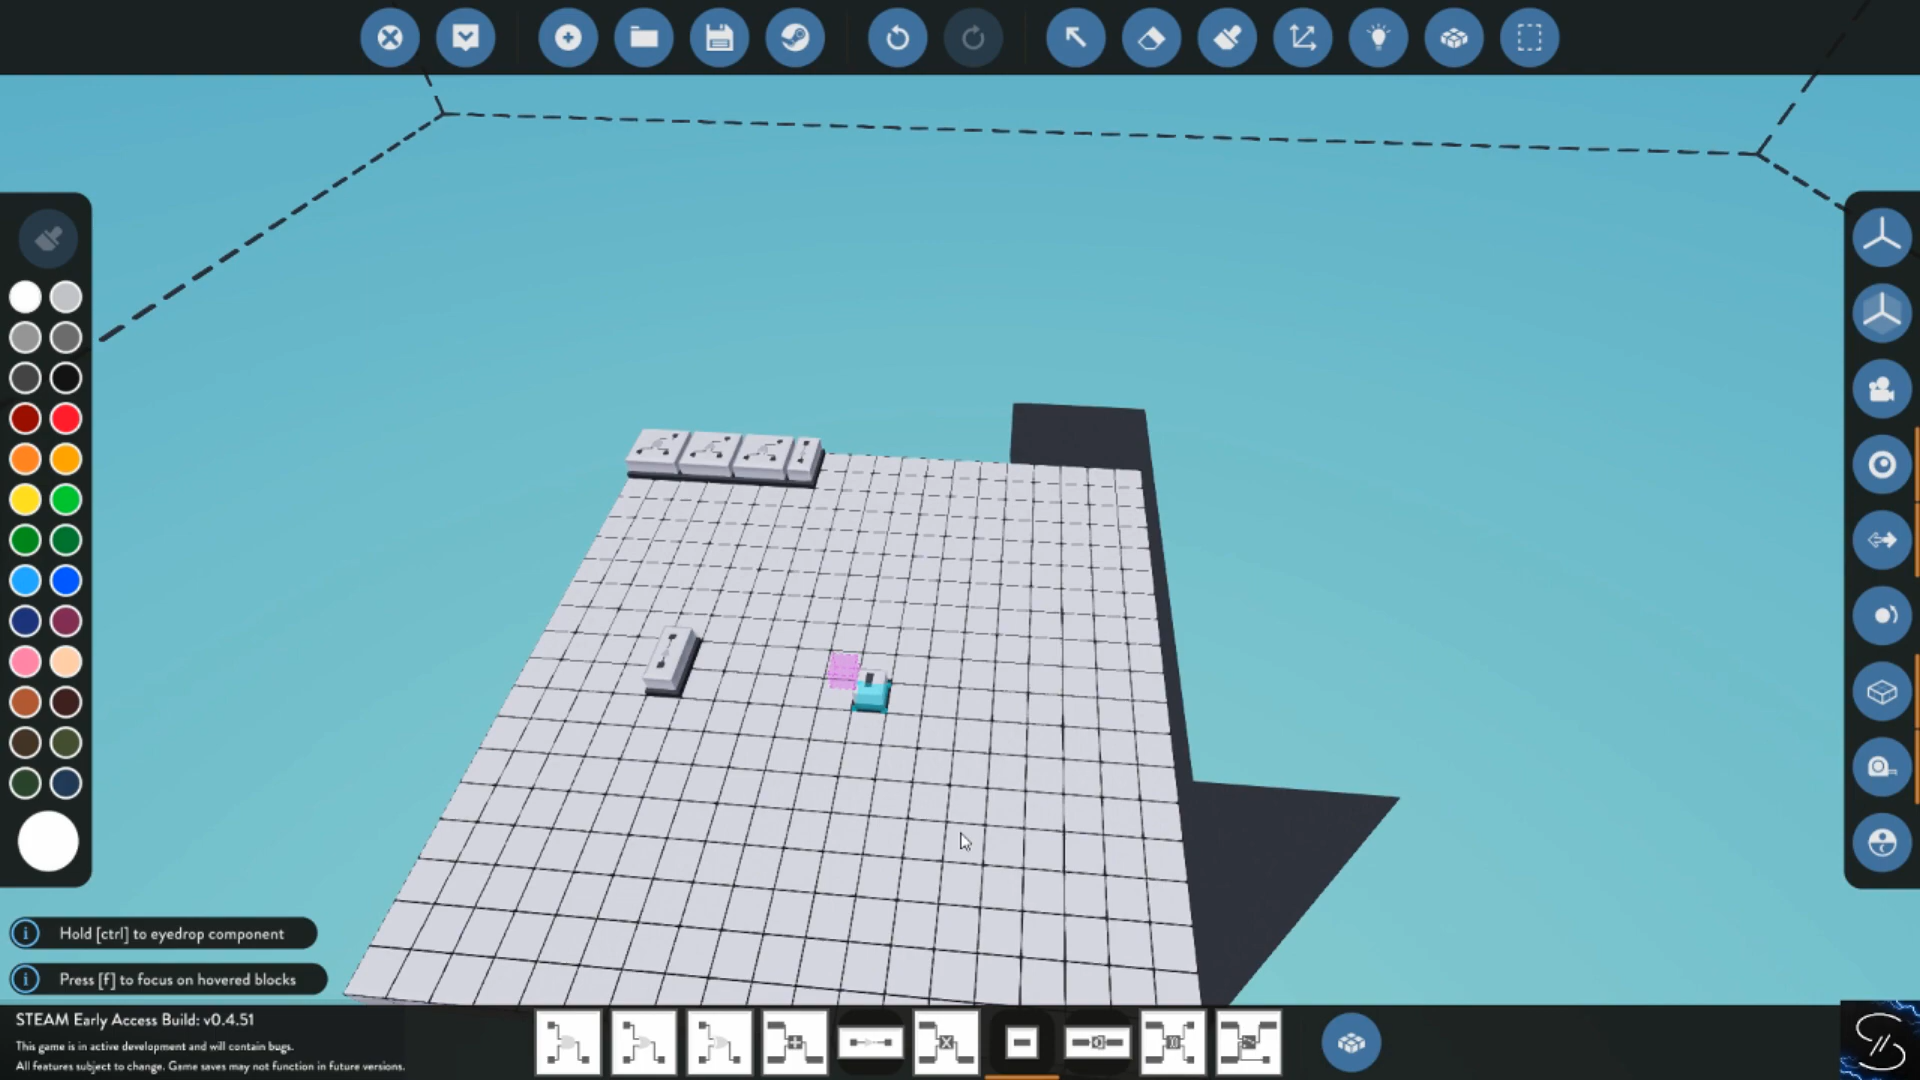 Hold [ctrl] to eyedrop component
Press [f] to focus on hovered blocks
STEAM Early Access Build: v0.4.51
This game is in active development and will contain bugs.
All features subject to change. Game saves may not function in future versions.